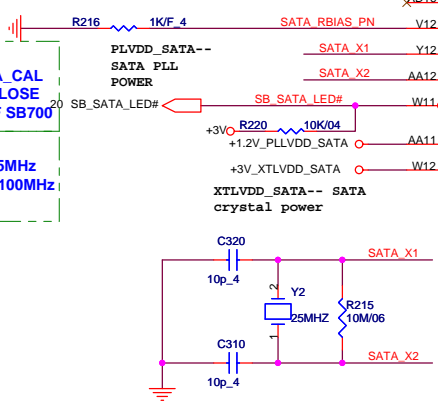 R216 1K/F_4 SATA_RBIAS_PN V12
PLVDD_SATA--
SATA PLL
POWER
SATA_X1 Y12
SATA_X2 AA12
_CAL
LOSE
SB700
20 SB_SATA_LED# SB_SATA_LED# W11
+3V R220 10K/04
+1.2V_PLLVDD_SATA AA11
5MHz
100MHz
+3V_XTLVDD_SATA W12
XTLVDD_SATA-- SATA
crystal power
C320
10p_4
SATA_X1
2
Y2
25MHZ
1
R215
10M/06
C310
10p_4
SATA_X2